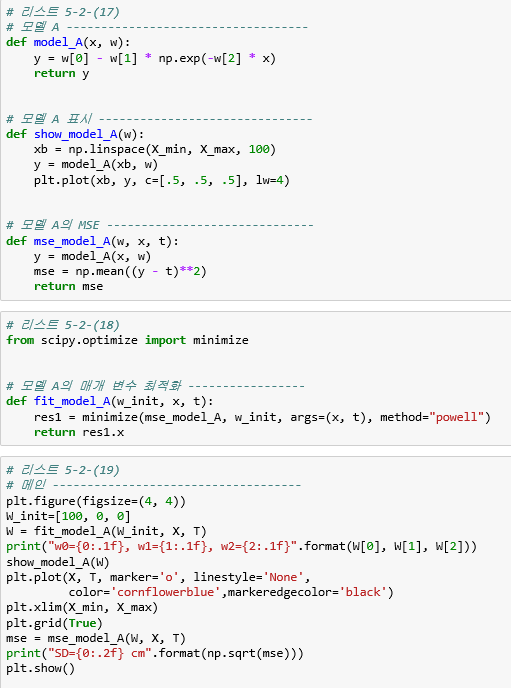 # 리스트 5-2-(17)
# 모델 A -----------------------------------
def model_A(x, w):
    y = w[0] - w[1] * np.exp(-w[2] * x)
    return y
# 모델 A 표시 -------------------------------
def show_model_A(w):
    xb = np.linspace(X_min, X_max, 100)
    y = model_A(xb, w)
    plt.plot(xb, y, c=[.5, .5, .5], lw=4)
# 모델 A의 MSE ------------------------------
def mse_model_A(w, x, t):
    y = model_A(x, w)
    mse = np.mean((y - t)**2)
    return mse
# 리스트 5-2-(18)
from scipy.optimize import minimize
# 모델 A의 매개 변수 최적화 -----------------
def fit_model_A(w_init, x, t):
    res1 = minimize(mse_model_A, w_init, args=(x, t), method="powell")
    return res1.x
# 리스트 5-2-(19)
# 메인 ------------------------------------
plt.figure(figsize=(4, 4))
W_init=[100, 0, 0]
W = fit_model_A(W_init, X, T)
print("w0={0:.1f}, w1={1:.1f}, w2={2:.1f}".format(W[0], W[1], W[2]))
show_model_A(W)
plt.plot(X, T, marker='o', linestyle='None',
         color='cornflowerblue',markeredgecolor='black')
plt.xlim(X_min, X_max)
plt.grid(True)
mse = mse_model_A(W, X, T)
print("SD={0:.2f} cm".format(np.sqrt(mse)))
plt.show()